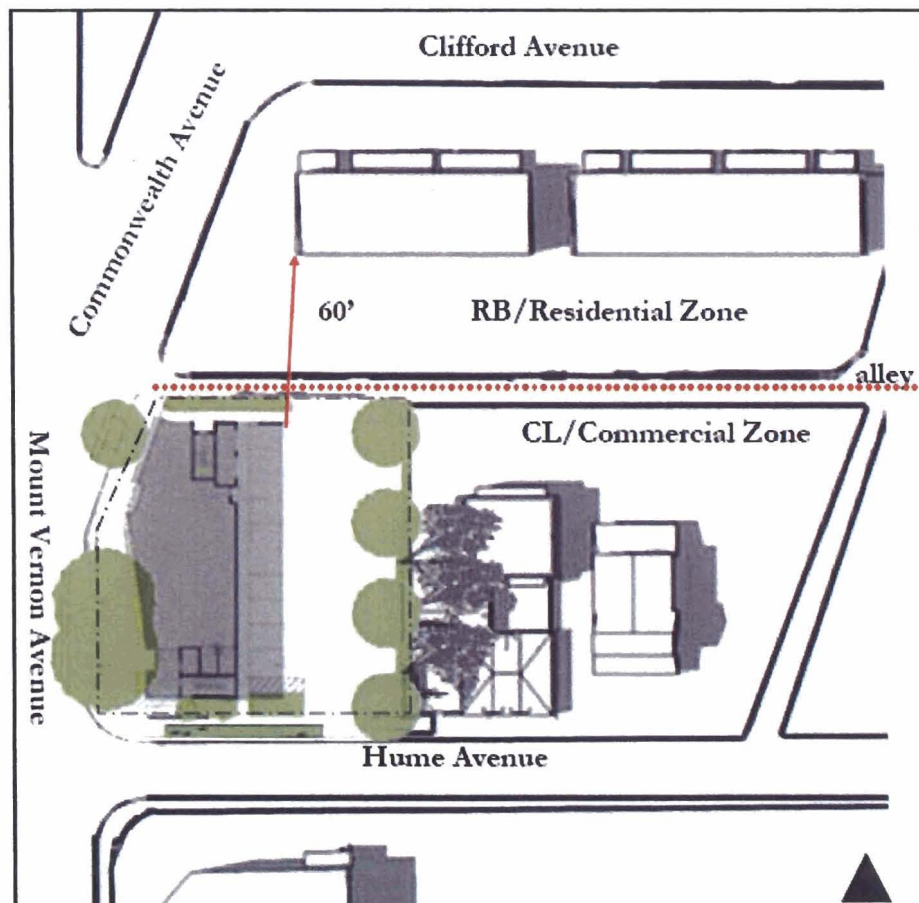 Clifford Avenue
Commonwealth Avenue
60’
RB/Residential Zone
alley
CL/Commercial Zone
Mount Vernon Avenue
Hume Avenue